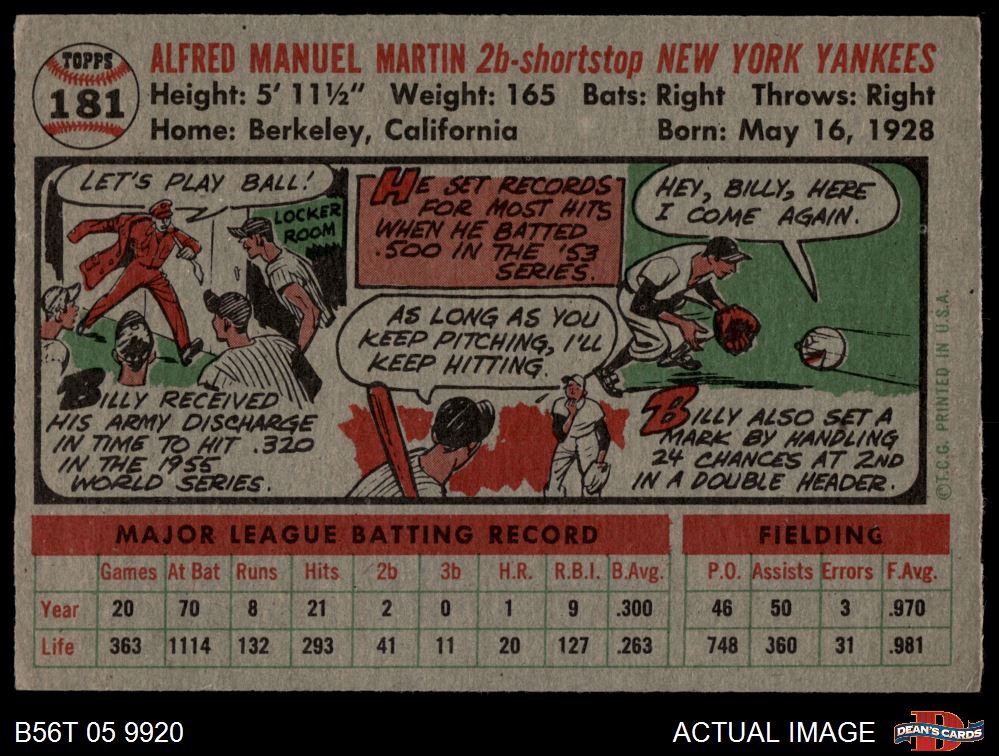 TOPPS
181
ALFRED MANUEL MARTIN 2b-shortstop NEW YORK YANKEES
Height: 5' 11½" Weight: 165 Bats: Right Throws: Right
Home: Berkeley, California Born: May 16, 1928
LET'S PLAY BALL!
LOCKER
ROOM
BILLY RECEIVED
HIS ARMY DISCHARGE
IN TIME TO HIT .320
IN THE 1955
WORLD SERIES.
HE SET RECORDS
FOR MOST HITS
WHEN HE BATTED
.500 IN THE '53
SERIES.
AS LONG AS YOU
KEEP PITCHING, I'LL
KEEP HITTING.
HEY, BILLY, HERE
I COME AGAIN.
BILLY ALSO SET A
MARK BY HANDLING
24 CHANCES AT 2ND
IN A DOUBLE HEADER.
©T.C.G. PRINTED IN U.S.A.
MAJOR LEAGUE BATTING RECORD FIELDING
Games At Bat Runs Hits 2b 3b H.R. R.B.I. B.Avg. P.O. Assists Errors F.Avg.
Year 20 70 8 21 2 0 1 9 .300 46 50 3 .970
Life 363 1114 132 293 41 11 20 127 .263 748 360 31 .981
B56T 05 9920 ACTUAL IMAGE
DEAN'S CARDS